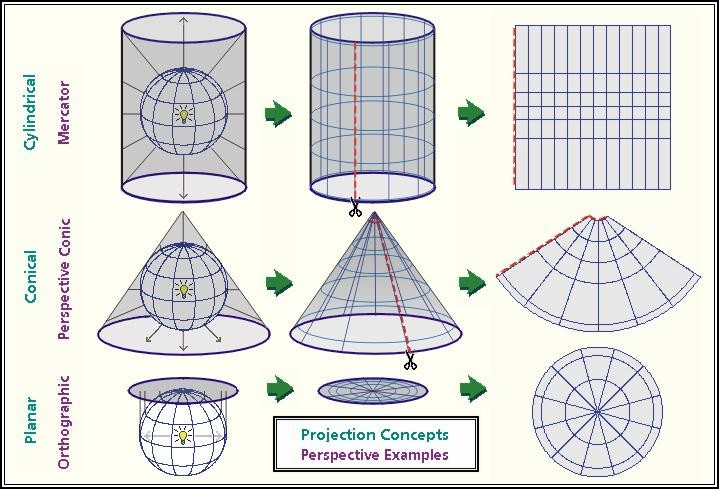 Cylindrical
Mercator
Conical
Perspective Conic
Planar
Orthographic
Projection Concepts
Perspective Examples